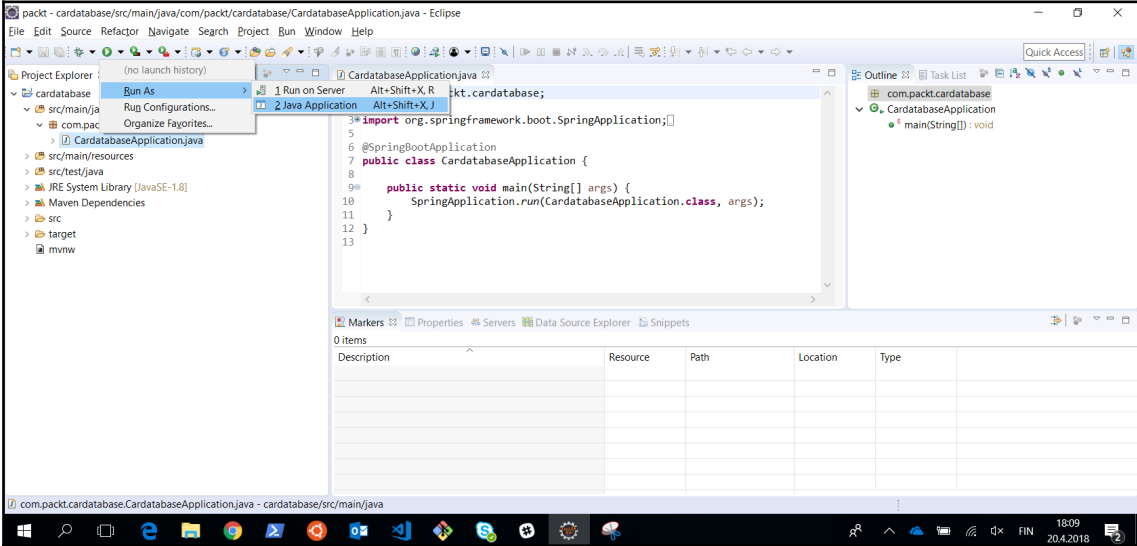 packt - cardatabase/src/main/java/com/packt/cardatabase/CardatabaseApplication.java - Eclipse
File Edit Source Refactor Navigate Search Project Run Window Help
Quick Access
Project Explorer
(no launch history)
Run As
Run Configurations...
Organize Favorites...
1 Run on Server Alt+Shift+X, R
2 Java Application Alt+Shift+X, J
cardatabase
src/main/ja
com.pac
CardatabaseApplication.java
src/main/resources
src/test/java
JRE System Library [JavaSE-1.8]
Maven Dependencies
src
target
mvnw
CardatabaseApplication.java
ckt.cardatabase;
3 import org.springframework.boot.SpringApplication;
5
6 @SpringBootApplication
7 public class CardatabaseApplication {
8
9 public static void main(String[] args) {
10 SpringApplication.run(CardatabaseApplication.class, args);
11 }
12 }
13
Outline Task List
com.packt.cardatabase
CardatabaseApplication
main(String[]) : void
Markers Properties Servers Data Source Explorer Snippets
0 items
Description Resource Path Location Type
com.packt.cardatabase.CardatabaseApplication.java - cardatabase/src/main/java
FIN
18:09
20.4.2018
2